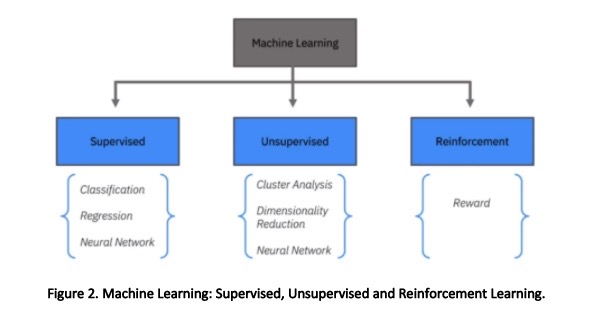 Machine Learning
Supervised
Unsupervised
Reinforcement
Classification
Regression
Neural Network
Cluster Analysis
Dimensionality
Reduction
Neural Network
Reward
Figure 2. Machine Learning: Supervised, Unsupervised and Reinforcement Learning.